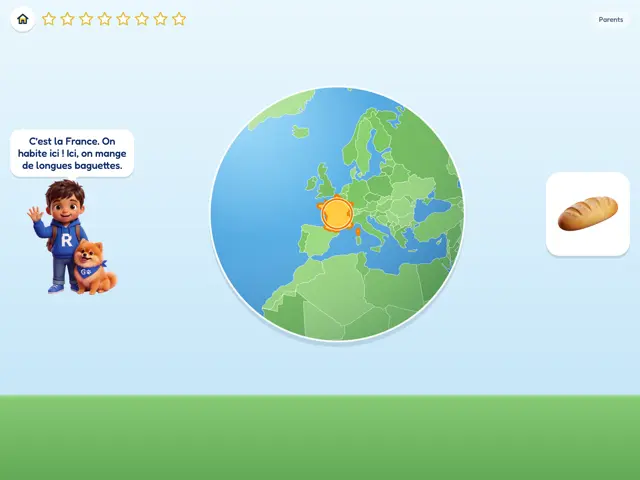 Parents
C'est la France. On
habite ici ! Ici, on mange
de longues baguettes.
R